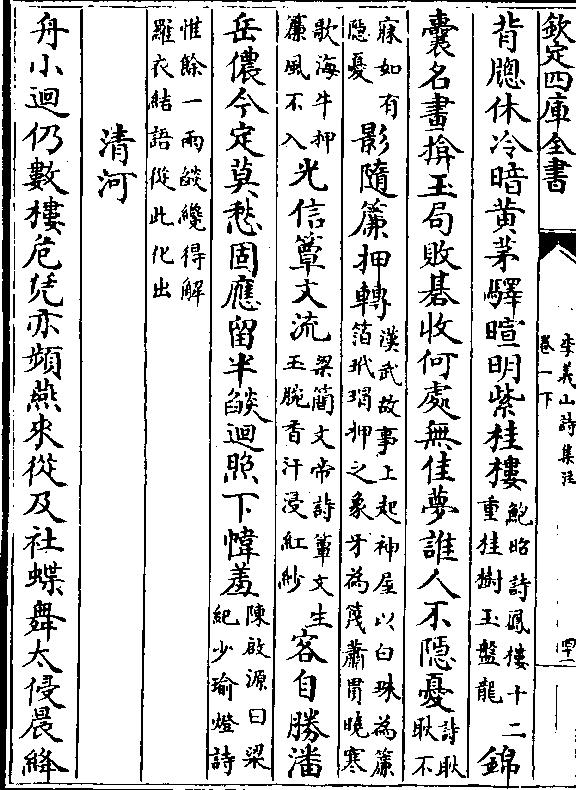 欽定四庫全書
李義山詩集注
卷一下
四十二
背牎休冷暗黃茅驛暄明紫桂樓鮑昭詩鳳樓十二重桂樹玉盤龍錦
囊名畫揜玉局敗碁收何處無佳夢誰人不隱憂詩耿耿不
寐如有隱憂影隨簾押轉漢武故事上起神屋以白珠為簾箔玳瑁押之象牙為篾蕭冑曉寒
歌海牛押簾風不入光信簟文流梁簡文帝詩簟文生玉腕香汗浸紅紗客自勝潘
岳儂今定莫愁固應留半燄迴照下幃羞陳啟源曰梁紀少瑜燈詩
惟餘一兩燄纔得解羅衣結語從此化出
清河
舟小迴仍數樓危凭亦頻燕來從及社蝶舞太侵晨絳